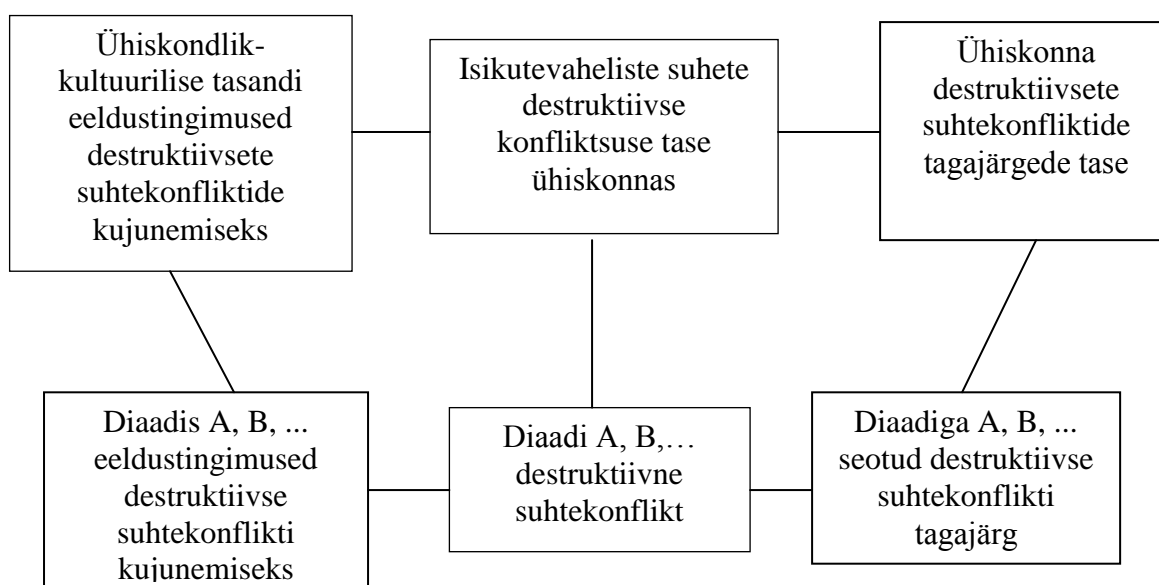 Ühiskondlik-
kultuurilise tasandi
eeldustingimused
destruktiivsete
suhtekonfliktide
kujunemiseks
Isikutevaheliste suhete
destruktiivse
konfliktsuse tase
ühiskonnas
Ühiskonna
destruktiivsete
suhtekonfliktide
tagajärgede tase
Diaadis A, B, ...
eeldustingimused
destruktiivse
suhtekonflikti
kujunemiseks
Diaadi A, B,…
destruktiivne
suhtekonflikt
Diaadiga A, B, ...
seotud destruktiivse
suhtekonflikti
tagajärg